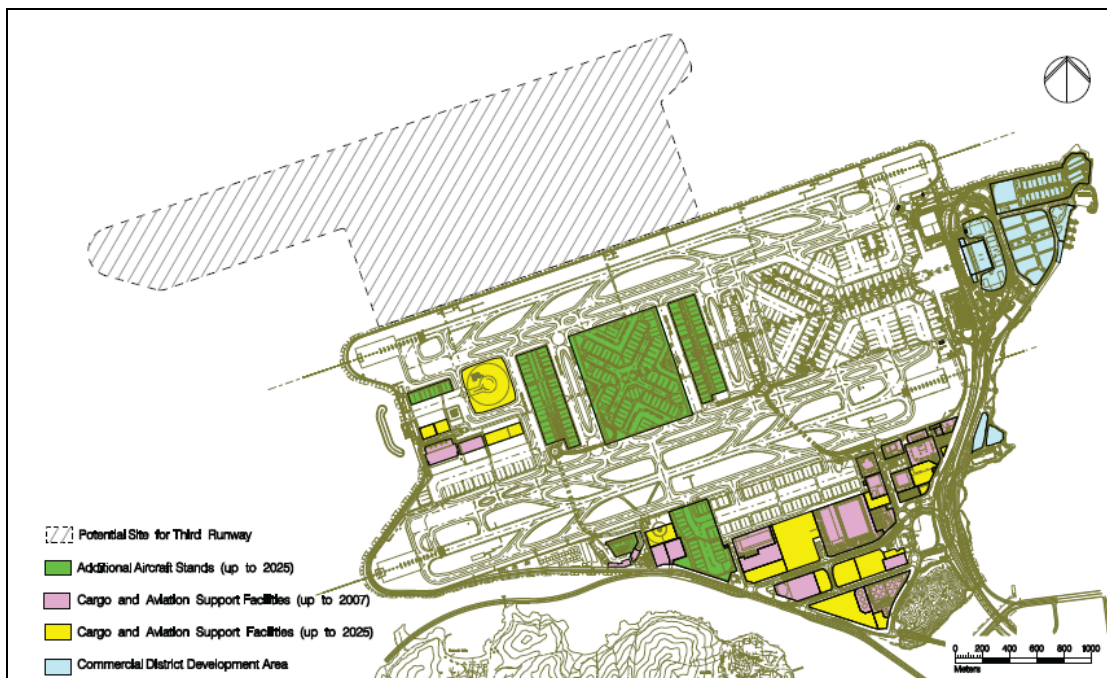 Potential Site for Third Runway
Additional Aircraft Stands (up to 2025)
Cargo and Aviation Support Facilities (up to 2007)
Cargo and Aviation Support Facilities (up to 2025)
Commercial District Development Area
0 200 400 600 800 1000
Meters